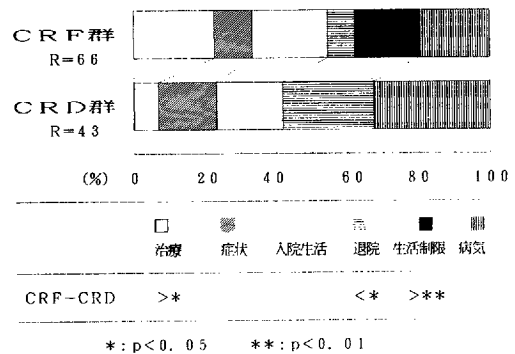 CRF群
R=66
CRD群
R=43
(%) 0 20 40 60 80 100
治療 症状 入院生活 退院 生活制限 病気
CRF-CRD >* <* >**
*:p<0.05 **:p<0.01